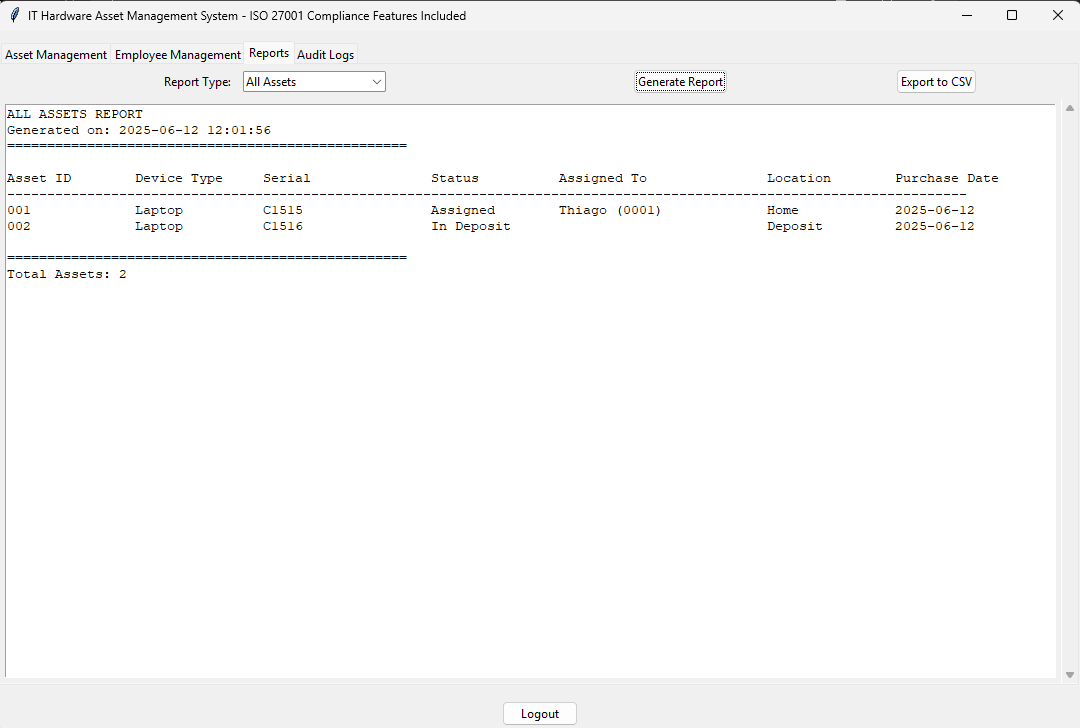 IT Hardware Asset Management System - ISO 27001 Compliance Features Included
Asset Management Employee Management Reports Audit Logs
Report Type: All Assets Generate Report Export to CSV
ALL ASSETS REPORT
Generated on: 2025-06-12 12:01:56
==================================================
Asset ID Device Type Serial Status Assigned To Location Purchase Date
------------------------------------------------------------------------------------------------------------------------
001 Laptop C1515 Assigned Thiago (0001) Home 2025-06-12
002 Laptop C1516 In Deposit Deposit 2025-06-12
==================================================
Total Assets: 2
Logout